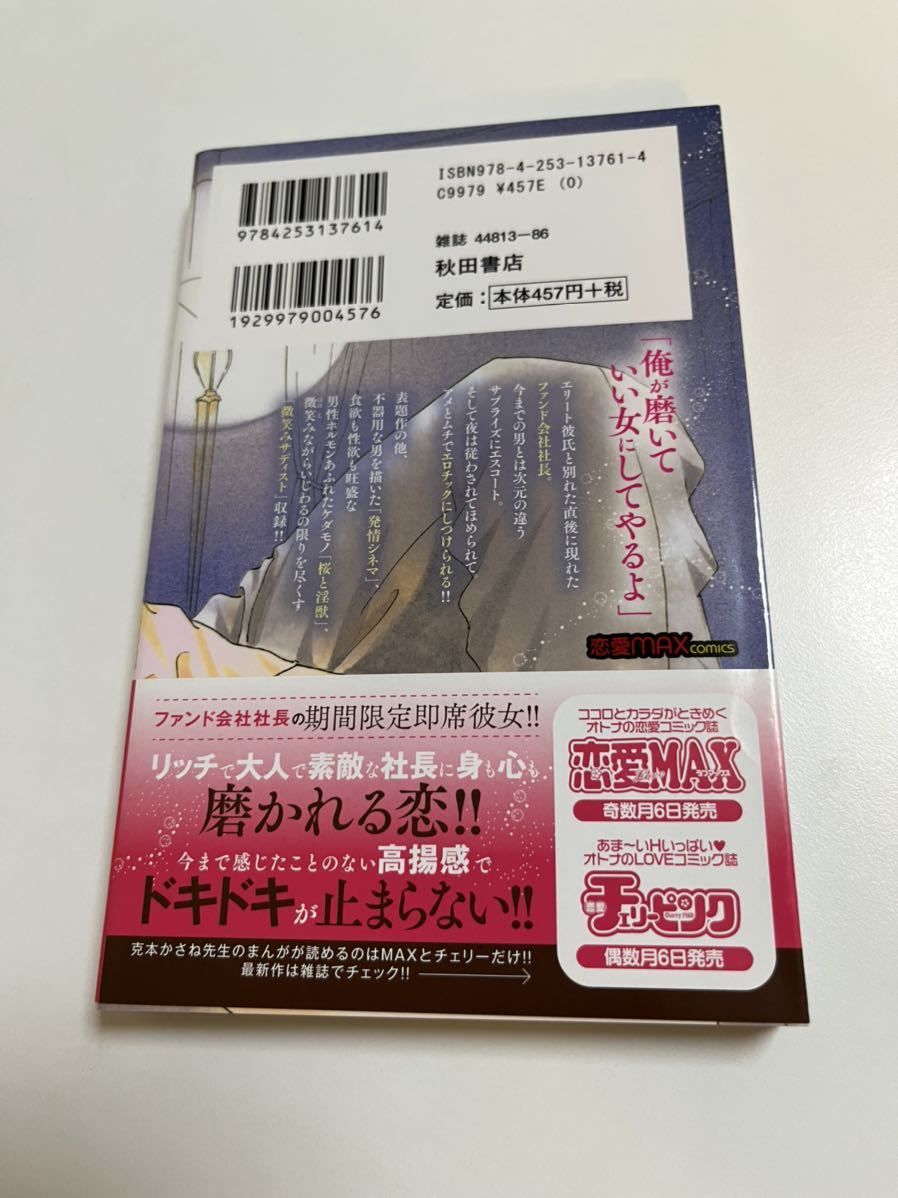 ISBN978-4-253-13761-4
C9979 ¥457E (0)
9784253137614
雑誌 44813-86
秋田書店
1929979004576
定価：本体457円＋税
「俺が磨いて
いい女にしてやるよ」
エリート彼氏と別れた直後に現れた
ファンド会社社長。
今までの男とは次元の違う
サプライズにエスコート。
そして夜は従わされてほめられて。
アメとムチでエロチックにしつけられる!!
表題作の他、
不器用な男を描いた「発情シネマ」、
食欲も性欲も旺盛な
男性ホルモンあふれたケダモノ「桜と淫獣」、
微笑みながらいじわるの限りを尽くす
「微笑みサディスト」収録!!
恋愛MAX COMICS
ファンド会社社長の期間限定即席彼女!!
リッチで大人で素敵な社長に身も心も
磨かれる恋!!
今まで感じたことのない高揚感で
ドキドキが止まらない!!
克本かさね先生のまんがが読めるのはMAXとチェリーだけ!!
最新作は雑誌でチェック!!
ココロとカラダがときめく
オトナの恋愛コミック誌
恋愛MAX
奇数月6日発売
あま〜いHいっぱい♥
オトナのLOVEコミック誌
恋愛チェリーピンク
Cherry Pink
偶数月6日発売